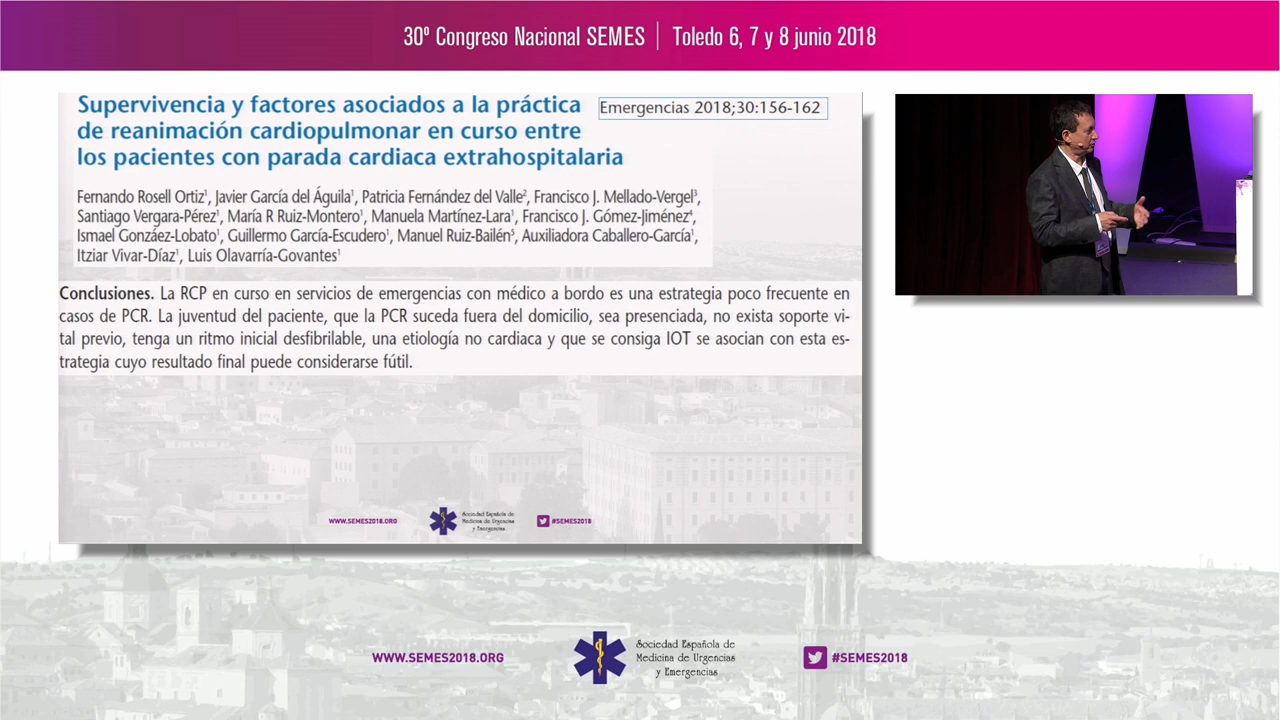 30º Congreso Nacional SEMES | Toledo 6, 7 y 8 junio 2018
Supervivencia y factores asociados a la práctica
de reanimación cardiopulmonar en curso entre
los pacientes con parada cardiaca extrahospitalaria
Emergencias 2018;30:156-162
Fernando Rosell Ortiz¹, Javier García del Águila¹, Patricia Fernández del Valle², Francisco J. Mellado-Vergel³,
Santiago Vergara-Pérez¹, María R Ruiz-Montero¹, Manuela Martínez-Lara¹, Francisco J. Gómez-Jiménez⁴,
Ismael Gonzáez-Lobato¹, Guillermo García-Escudero¹, Manuel Ruiz-Bailén⁵, Auxiliadora Caballero-García¹,
Itziar Vivar-Díaz¹, Luis Olavarría-Govantes¹
Conclusiones. La RCP en curso en servicios de emergencias con médico a bordo es una estrategia poco frecuente en
casos de PCR. La juventud del paciente, que la PCR suceda fuera del domicilio, sea presenciada, no exista soporte vi-
tal previo, tenga un ritmo inicial desfibrilable, una etiología no cardiaca y que se consiga IOT se asocian con esta es-
trategia cuyo resultado final puede considerarse fútil.
WWW.SEMES2018.ORG
Sociedad Española de
Medicina de Urgencias
y Emergencias
#SEMES2018
WWW.SEMES2018.ORG
Sociedad Española de
Medicina de Urgencias
y Emergencias
#SEMES2018